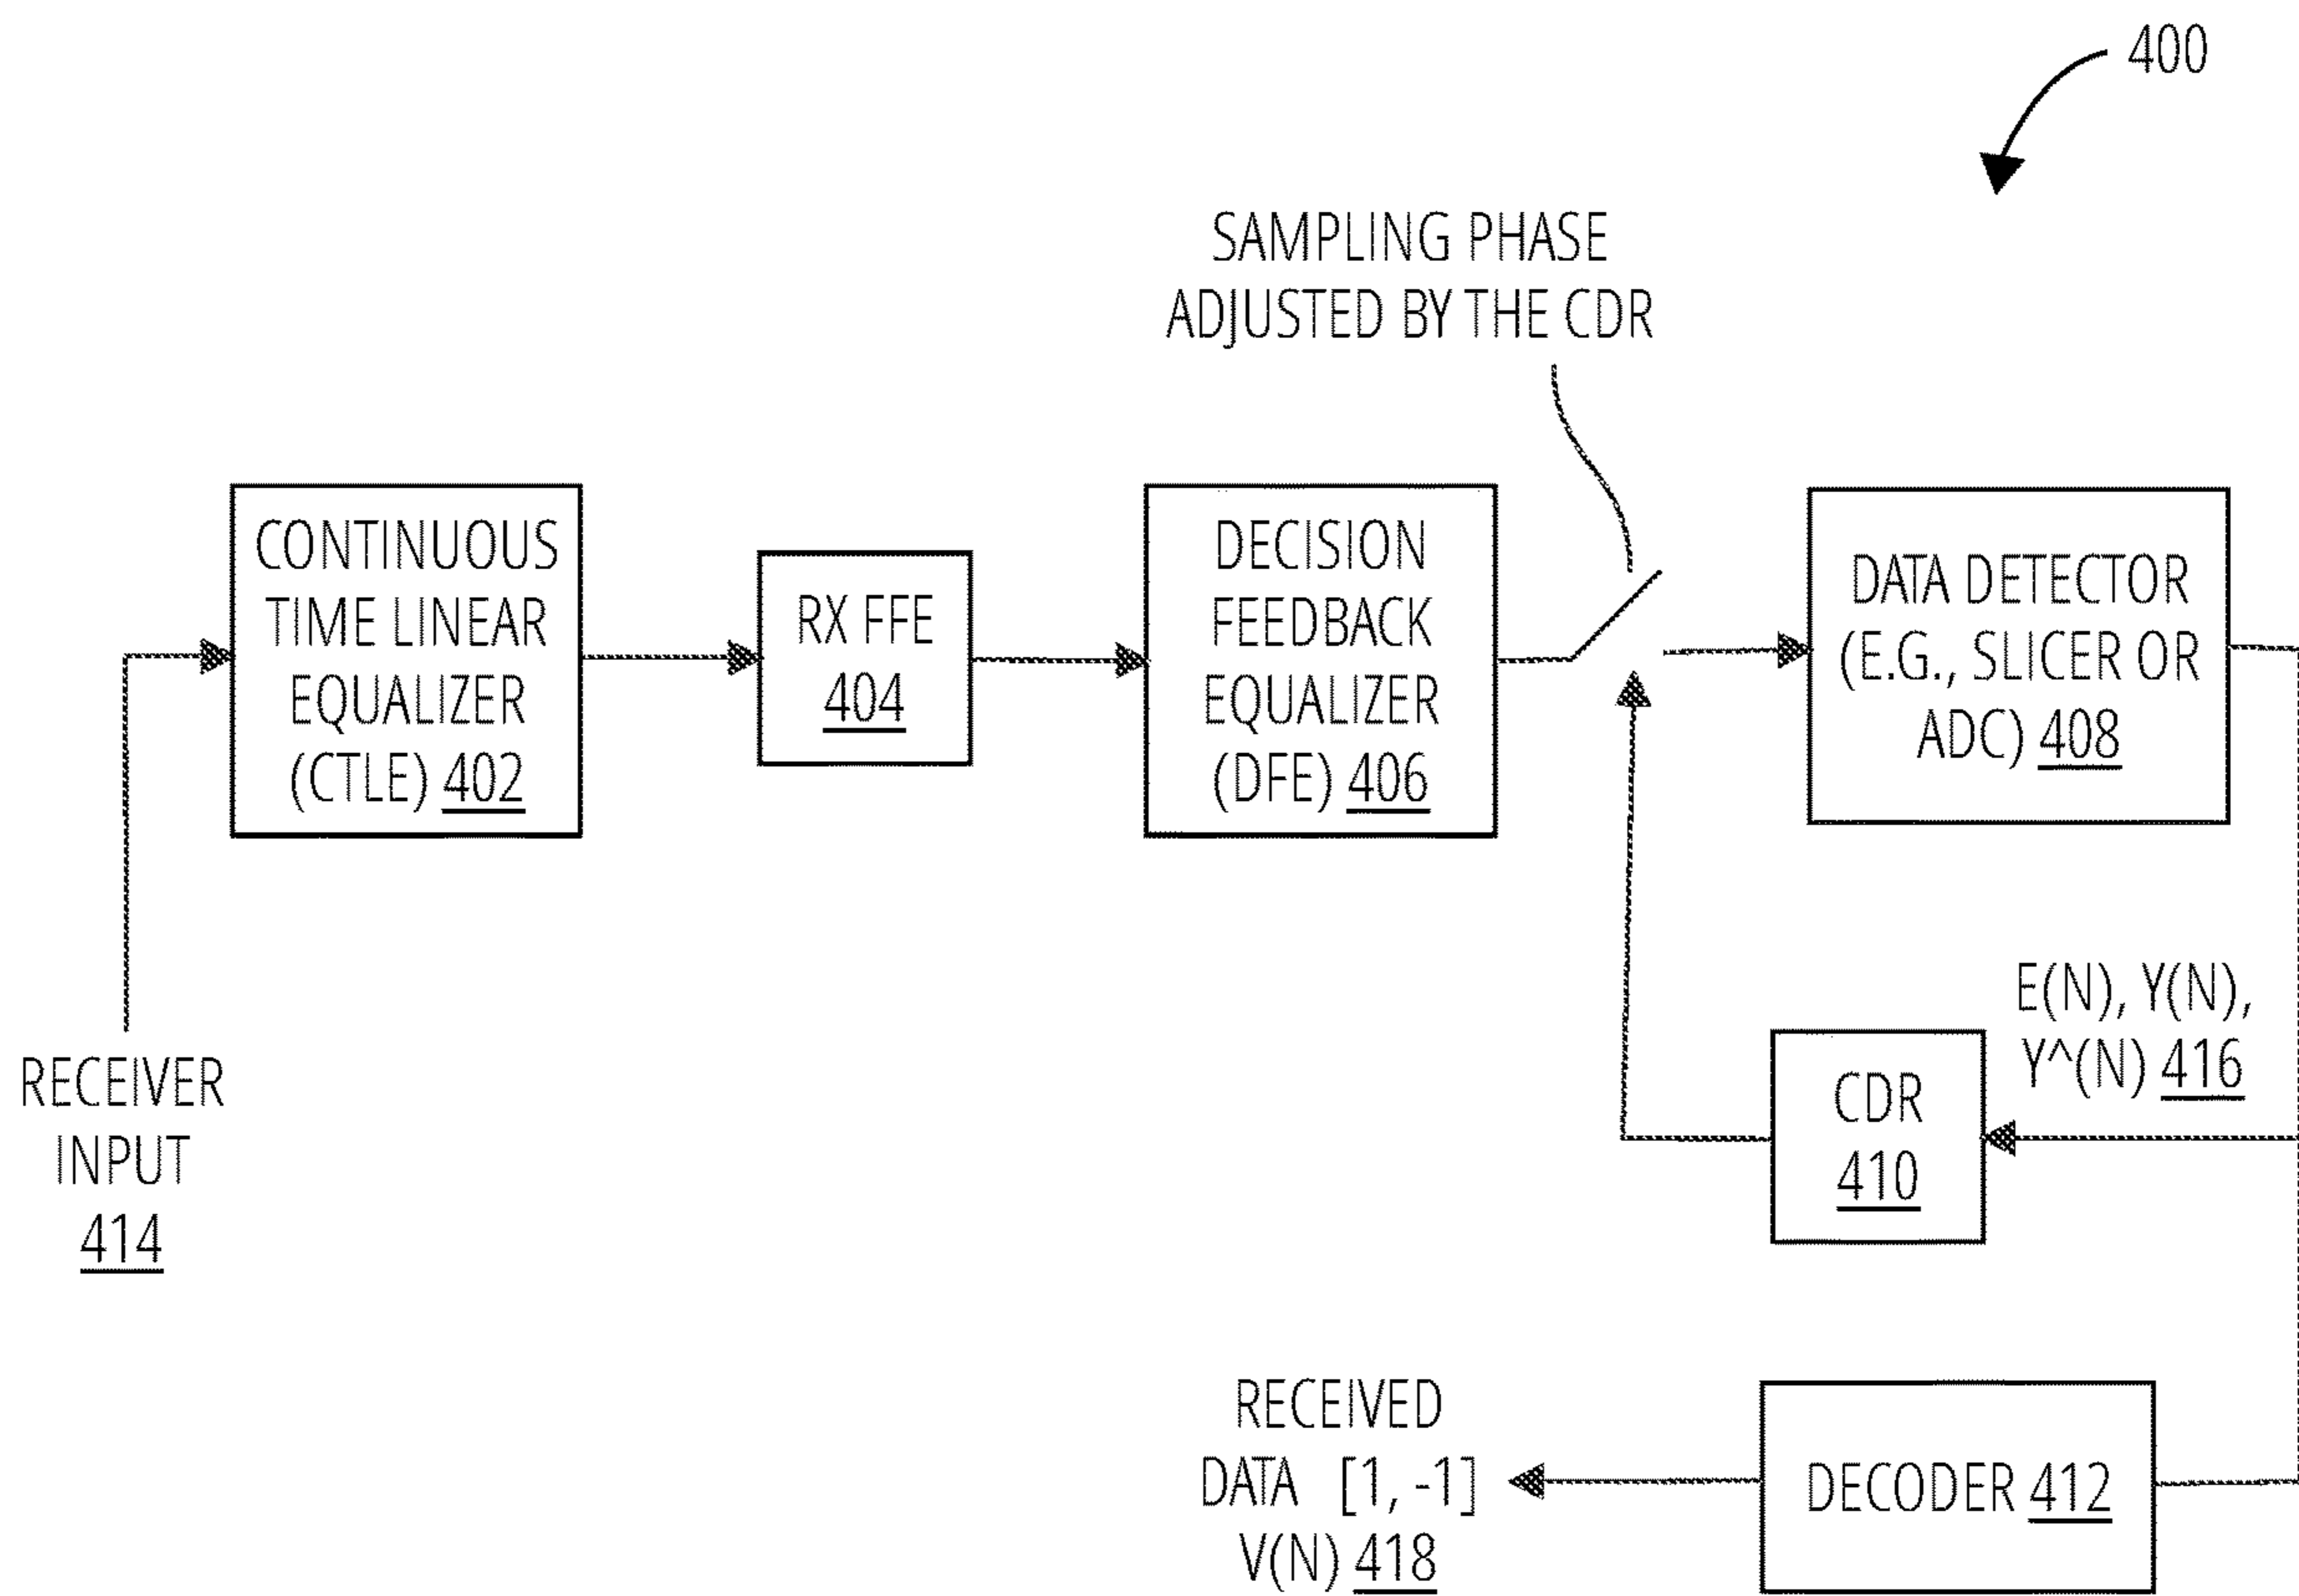 400
SAMPLING PHASE
ADJUSTED BY THE CDR
CONTINUOUS
TIME LINEAR
EQUALIZER
(CTLE) 402
RX FFE
404
DECISION
FEEDBACK
EQUALIZER
(DFE) 406
DATA DETECTOR
(E.G., SLICER OR
ADC) 408
RECEIVER
INPUT
414
E(N), Y(N),
Y^(N) 416
CDR
410
RECEIVED
DATA [1, -1]
V(N) 418
DECODER 412